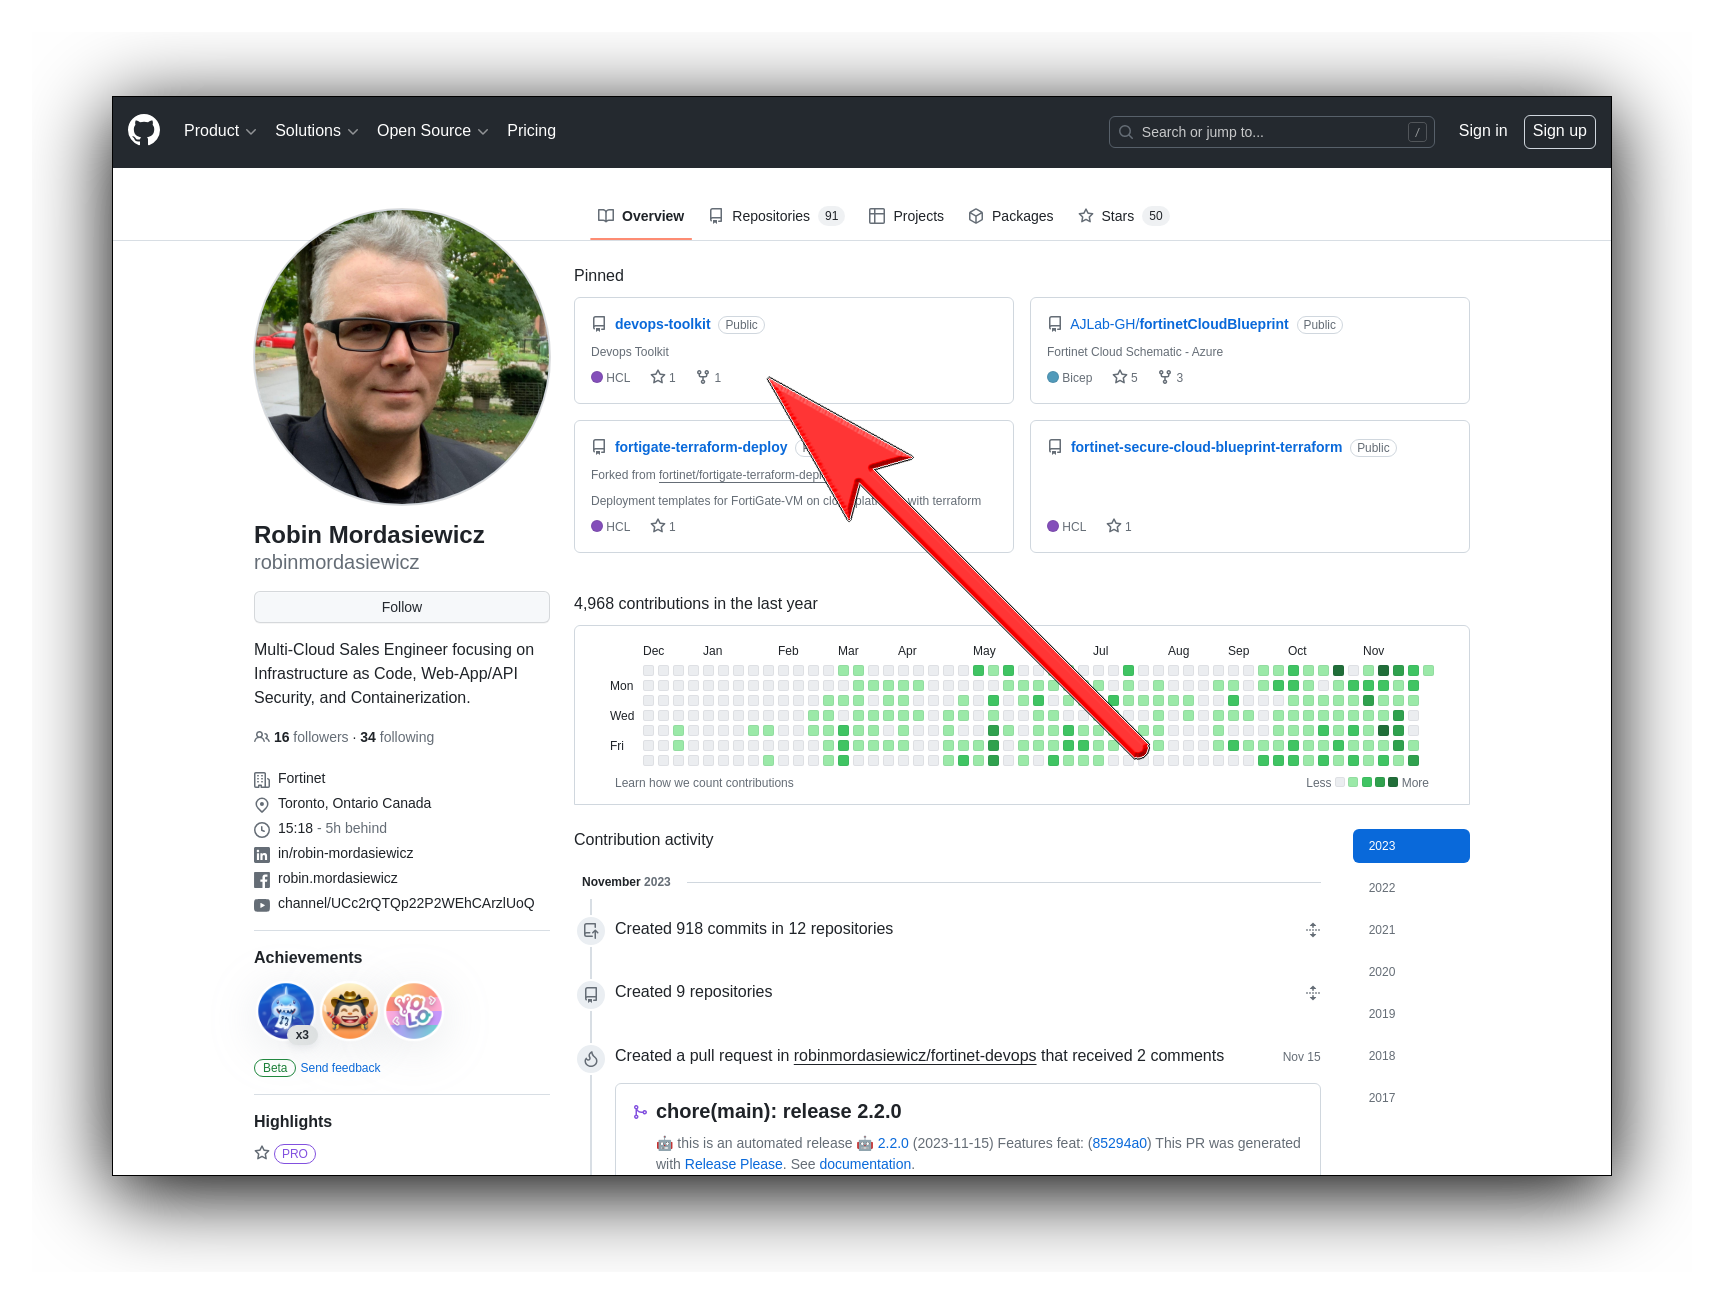 Product Solutions Open Source Pricing Search or jump to... / Sign in Sign up
Overview Repositories 91 Projects Packages Stars 50
Robin Mordasiewicz
robinmordasiewicz
Follow
Multi-Cloud Sales Engineer focusing on
Infrastructure as Code, Web-App/API
Security, and Containerization.
16 followers · 34 following
Fortinet
Toronto, Ontario Canada
15:18 - 5h behind
in/robin-mordasiewicz
robin.mordasiewicz
channel/UCc2rQTQp22P2WEhCArzlUoQ
Achievements
x3
YOLO
Beta Send feedback
Highlights
PRO
Pinned
devops-toolkit Public
Devops Toolkit
HCL 1 1
AJLab-GH/fortinetCloudBlueprint Public
Fortinet Cloud Schematic - Azure
Bicep 5 3
fortigate-terraform-deploy
Forked from
Deployment templates for FortiGate-VM on with terraform
HCL 1
fortinet-secure-cloud-blueprint-terraform Public
HCL 1
4,968 contributions in the last year
Dec Jan Feb Mar Apr May Jul Aug Sep Oct Nov
Mon
Wed
Fri
Learn how we count contributions Less More
Contribution activity
November 2023
Created 918 commits in 12 repositories
Created 9 repositories
Created a pull request in robinmordasiewicz/fortinet-devops that received 2 comments Nov 15
chore(main): release 2.2.0
🤖 this is an automated release 🤖 2.2.0 (2023-11-15) Features feat: (85294a0) This PR was generated
with Release Please. See documentation.
2023
2022
2021
2020
2019
2018
2017